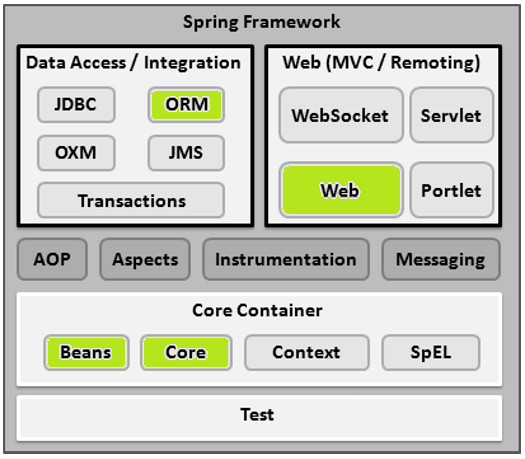 Spring Framework
Data Access / Integration
JDBC
ORM
OXM
JMS
Transactions
Web (MVC / Remoting)
WebSocket
Servlet
Web
Portlet
AOP
Aspects
Instrumentation
Messaging
Core Container
Beans
Core
Context
SpEL
Test